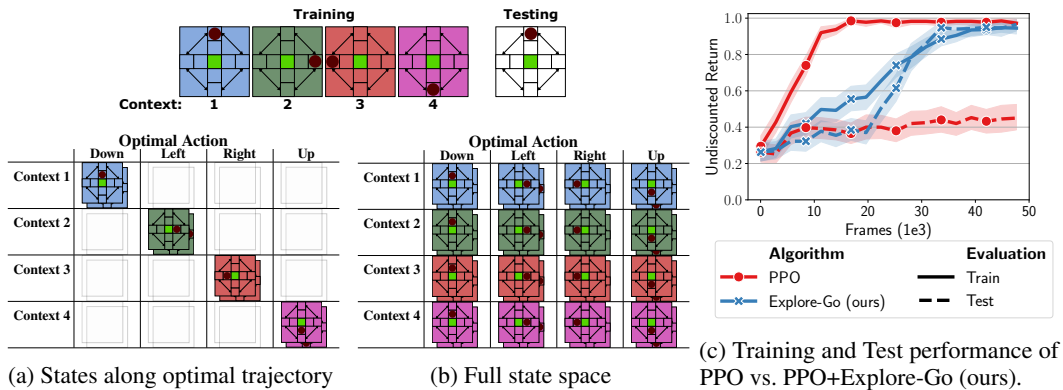 Training
Testing
Context: 1 2 3 4
Optimal Action
Down Left Right Up
Context 1
Context 2
Context 3
Context 4
(a) States along optimal trajectory
Optimal Action
Down Left Right Up
Context 1
Context 2
Context 3
Context 4
(b) Full state space
Undiscounted Return
1.0
0.8
0.6
0.4
0.2
0.0
0 10 20 30 40 50
Frames (1e3)
Algorithm Evaluation
PPO Train
Explore-Go (ours) Test
(c) Training and Test performance of
PPO vs. PPO+Explore-Go (ours).